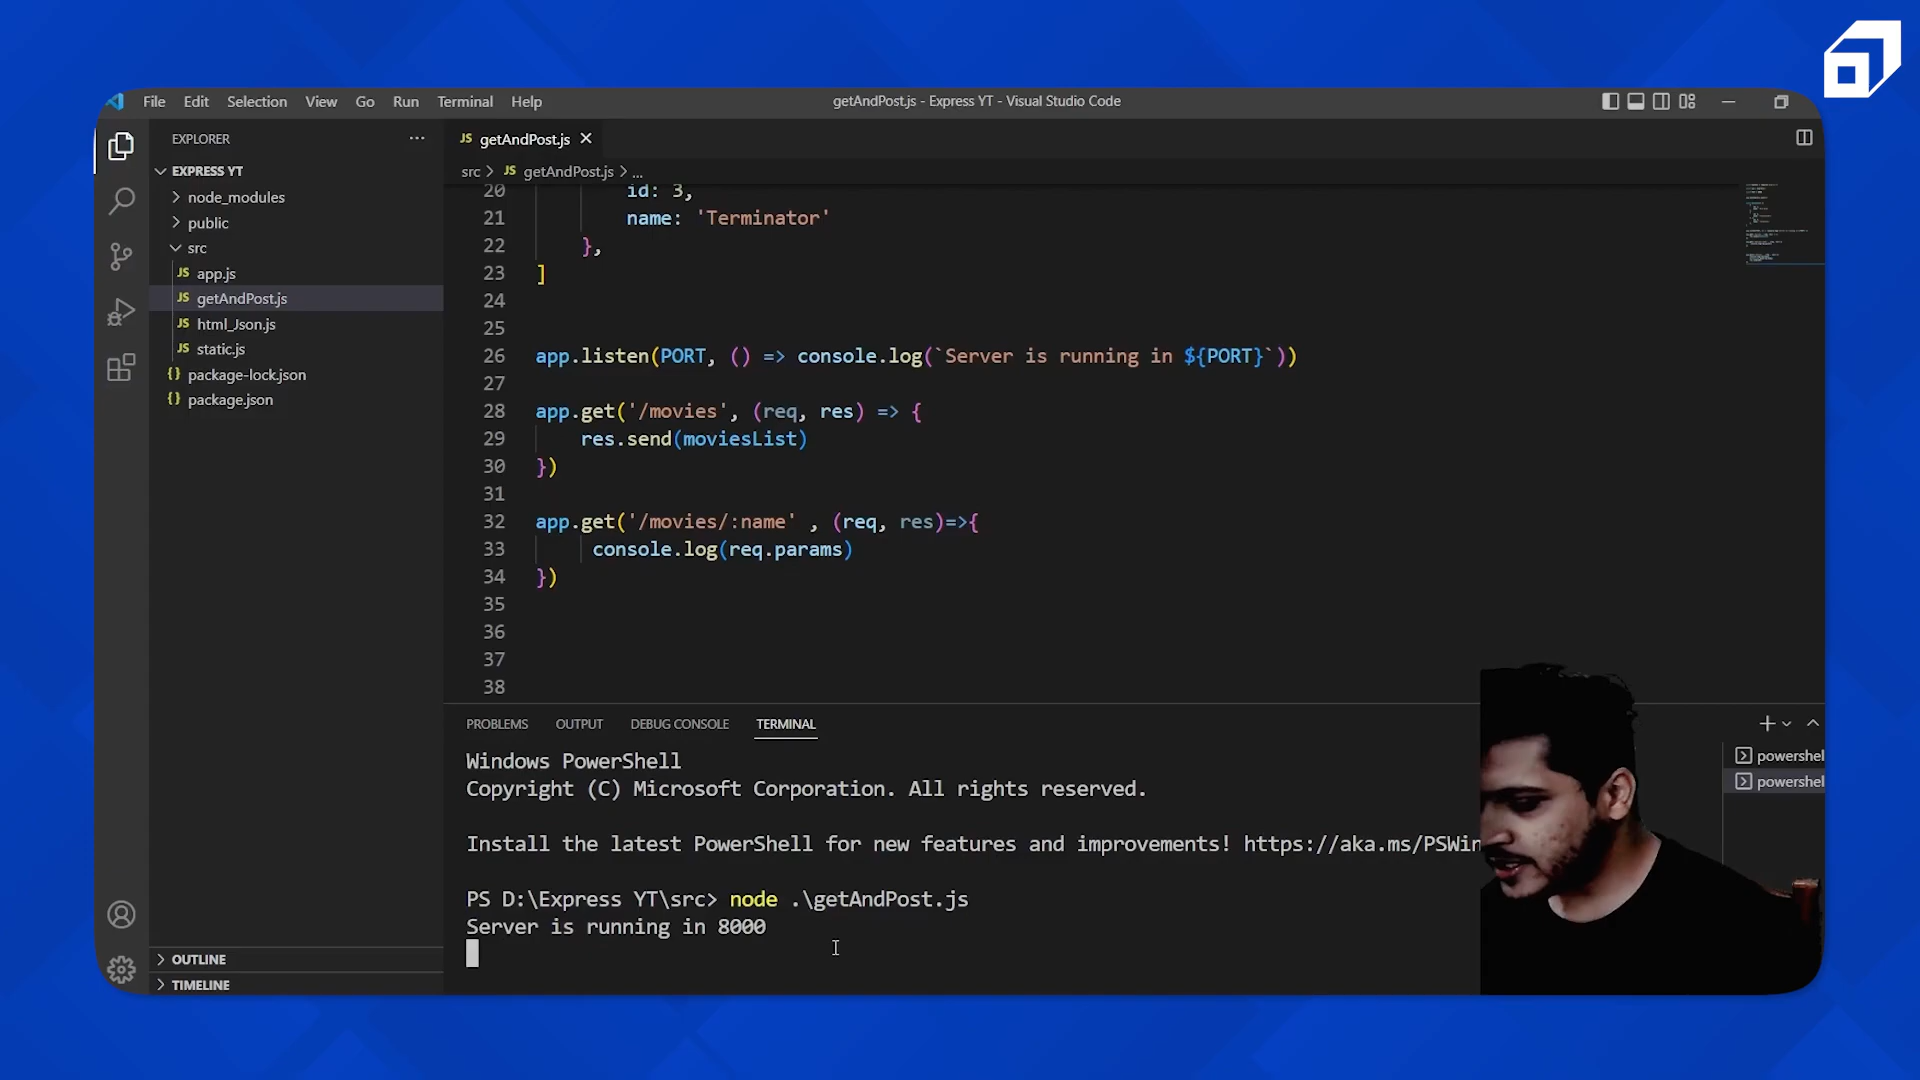 File Edit Selection View Go Run Terminal Help
getAndPost.js - Express YT - Visual Studio Code
EXPLORER
EXPRESS YT
node_modules
public
src
JS app.js
JS getAndPost.js
JS html_Json.js
JS static.js
{} package-lock.json
{} package.json
OUTLINE
TIMELINE
JS getAndPost.js
src > JS getAndPost.js > ...
20 id: 3,
21 name: 'Terminator'
22 },
23 ]
24
25
26 app.listen(PORT, () => console.log(`Server is running in ${PORT}`))
27
28 app.get('/movies', (req, res) => {
29 res.send(moviesList)
30 })
31
32 app.get('/movies/:name' , (req, res)=>{
33 console.log(req.params)
34 })
35
36
37
38
PROBLEMS OUTPUT DEBUG CONSOLE TERMINAL
Windows PowerShell
Copyright (C) Microsoft Corporation. All rights reserved.
Install the latest PowerShell for new features and improvements! https://aka.ms/PSWin
PS D:\Express YT\src> node .\getAndPost.js
Server is running in 8000
powershel
powershel